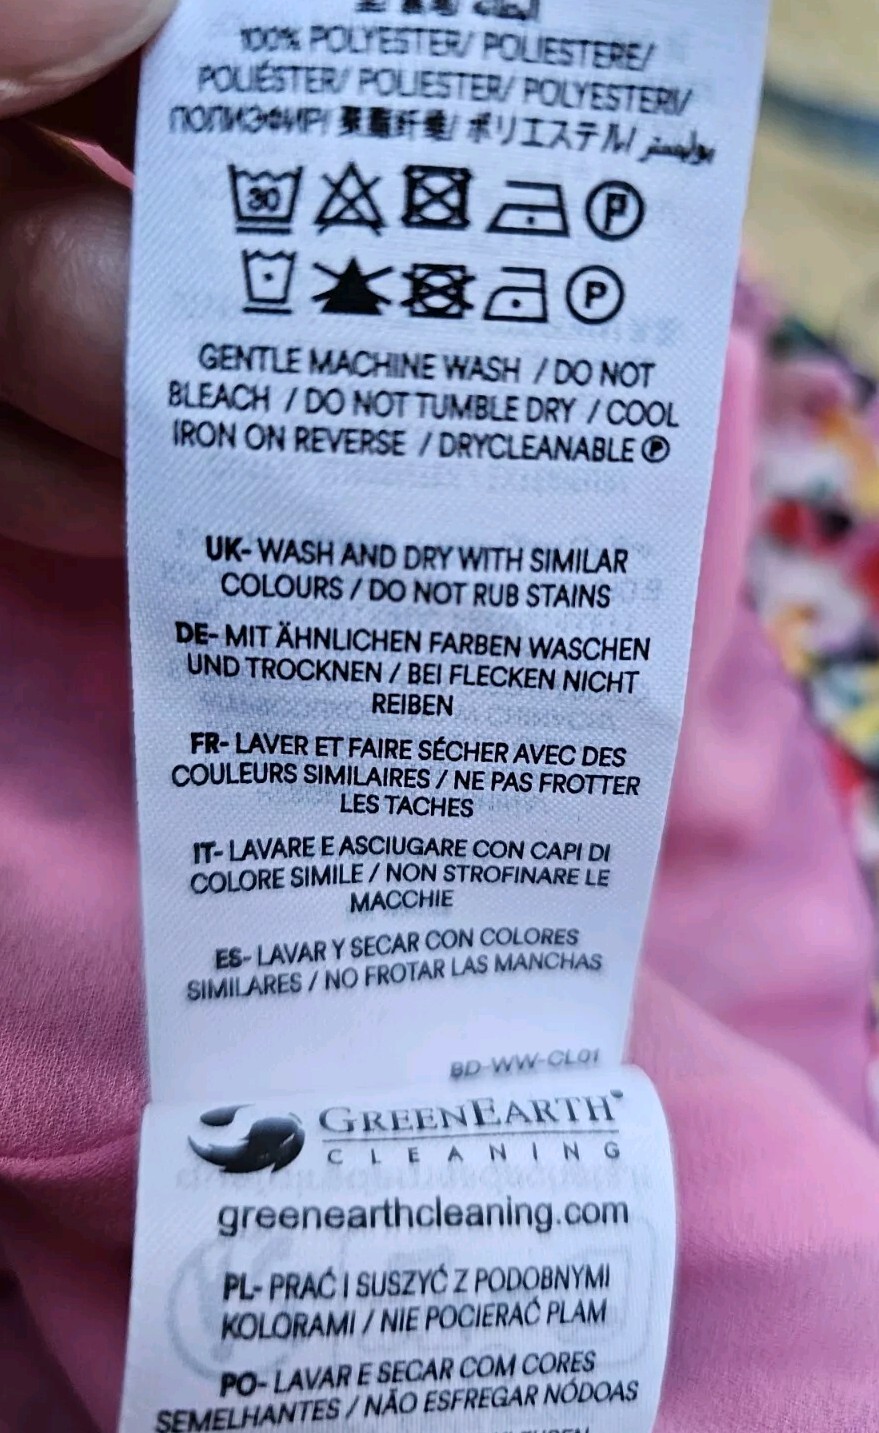 100% POLYESTER/ POLIESTERE/
POLIÉSTER/ POLIESTER/ POLYESTERI/
ПОЛИЭФИР/ 聚酯纤维/ ポリエステル/ بوليستر
30 P
P
GENTLE MACHINE WASH / DO NOT
BLEACH / DO NOT TUMBLE DRY / COOL
IRON ON REVERSE / DRYCLEANABLE Ⓟ
UK- WASH AND DRY WITH SIMILAR
COLOURS / DO NOT RUB STAINS
DE- MIT ÄHNLICHEN FARBEN WASCHEN
UND TROCKNEN / BEI FLECKEN NICHT
REIBEN
FR- LAVER ET FAIRE SÉCHER AVEC DES
COULEURS SIMILAIRES / NE PAS FROTTER
LES TACHES
IT- LAVARE E ASCIUGARE CON CAPI DI
COLORE SIMILE / NON STROFINARE LE
MACCHIE
ES- LAVAR Y SECAR CON COLORES
SIMILARES / NO FROTAR LAS MANCHAS
BD-WW-CL01
GREENEARTH®
CLEANING
greenearthcleaning.com
PL- PRAĆ I SUSZYĆ Z PODOBNYMI
KOLORAMI / NIE POCIERAĆ PLAM
PO- LAVAR E SECAR COM CORES
SEMELHANTES / NÃO ESFREGAR NÓDOAS